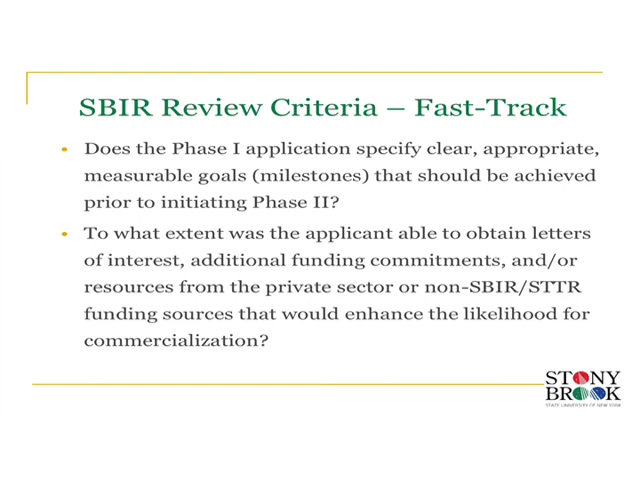 SBIR Review Criteria – Fast-Track
• Does the Phase I application specify clear, appropriate,
measurable goals (milestones) that should be achieved
prior to initiating Phase II?
• To what extent was the applicant able to obtain letters
of interest, additional funding commitments, and/or
resources from the private sector or non-SBIR/STTR
funding sources that would enhance the likelihood for
commercialization?
STONY
BROOK
STATE UNIVERSITY OF NEW YORK